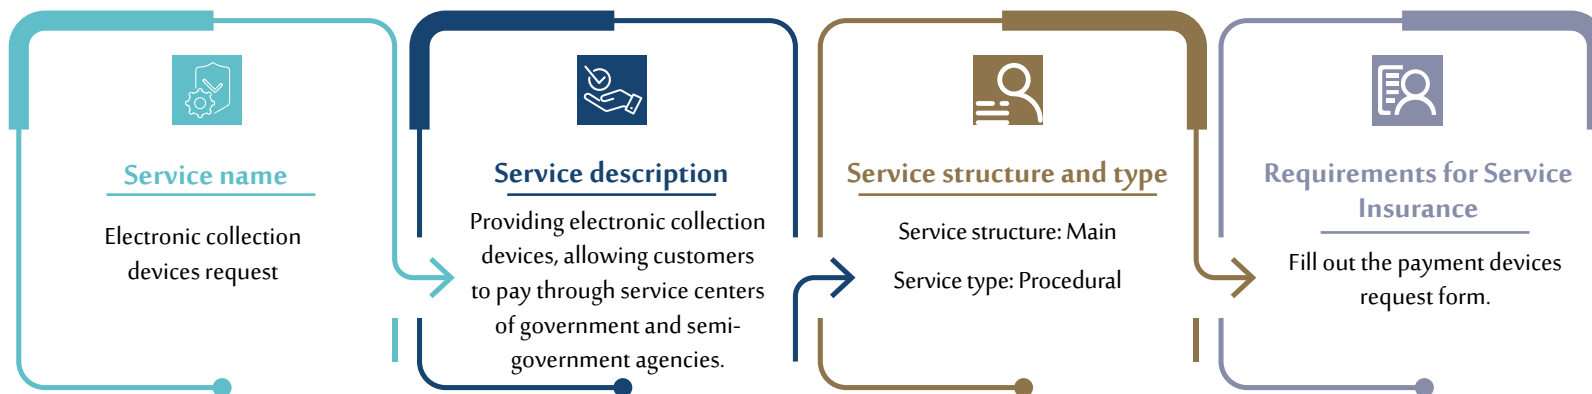 Service name
Electronic collection
devices request
Service description
Providing electronic collection
devices, allowing customers
to pay through service centers
of government and semi-
government agencies.
Service structure and type
Service structure: Main
Service type: Procedural
Requirements for Service
Insurance
Fill out the payment devices
request form.